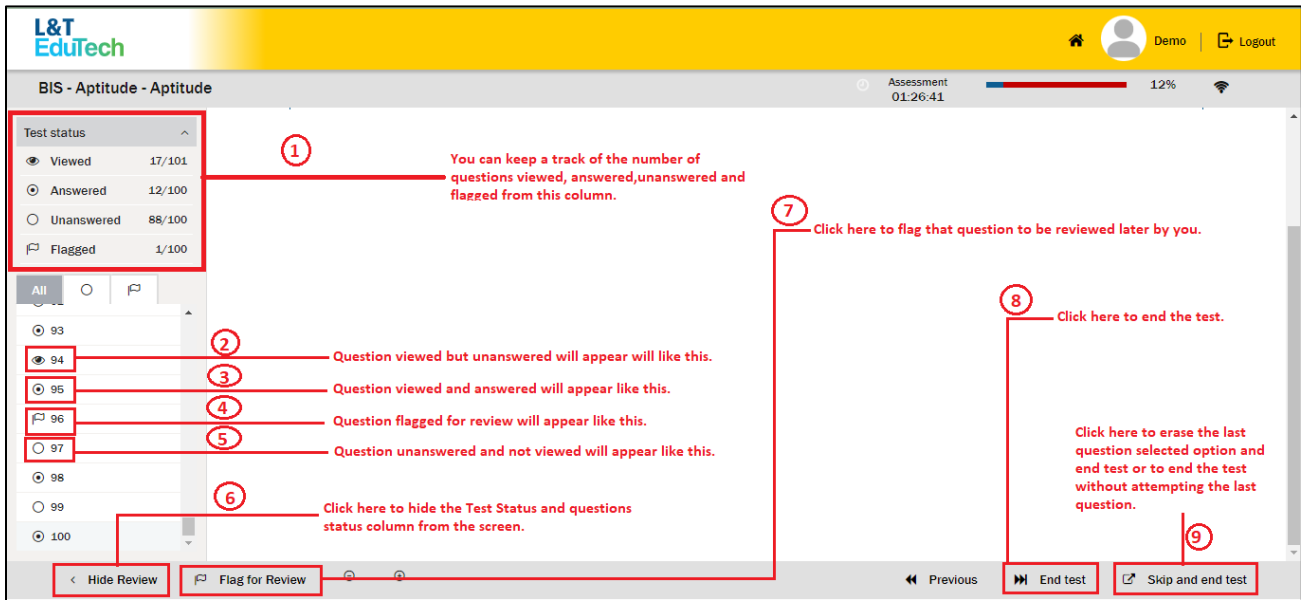 L&T
EduTech
Demo
Logout
BIS - Aptitude - Aptitude
Assessment
01:26:41
12%
Test status
Viewed 17/101
Answered 12/100
Unanswered 88/100
Flagged 1/100
1
You can keep a track of the number of
questions viewed, answered,unanswered and
flagged from this column.
7
Click here to flag that question to be reviewed later by you.
8
Click here to end the test.
All
93
94
2
Question viewed but unanswered will appear will like this.
95
3
Question viewed and answered will appear like this.
96
4
Question flagged for review will appear like this.
97
5
Question unanswered and not viewed will appear like this.
98
99
100
6
Click here to hide the Test Status and questions
status column from the screen.
Click here to erase the last
question selected option and
end test or to end the test
without attempting the last
question.
9
Hide Review
Flag for Review
Previous
End test
Skip and end test